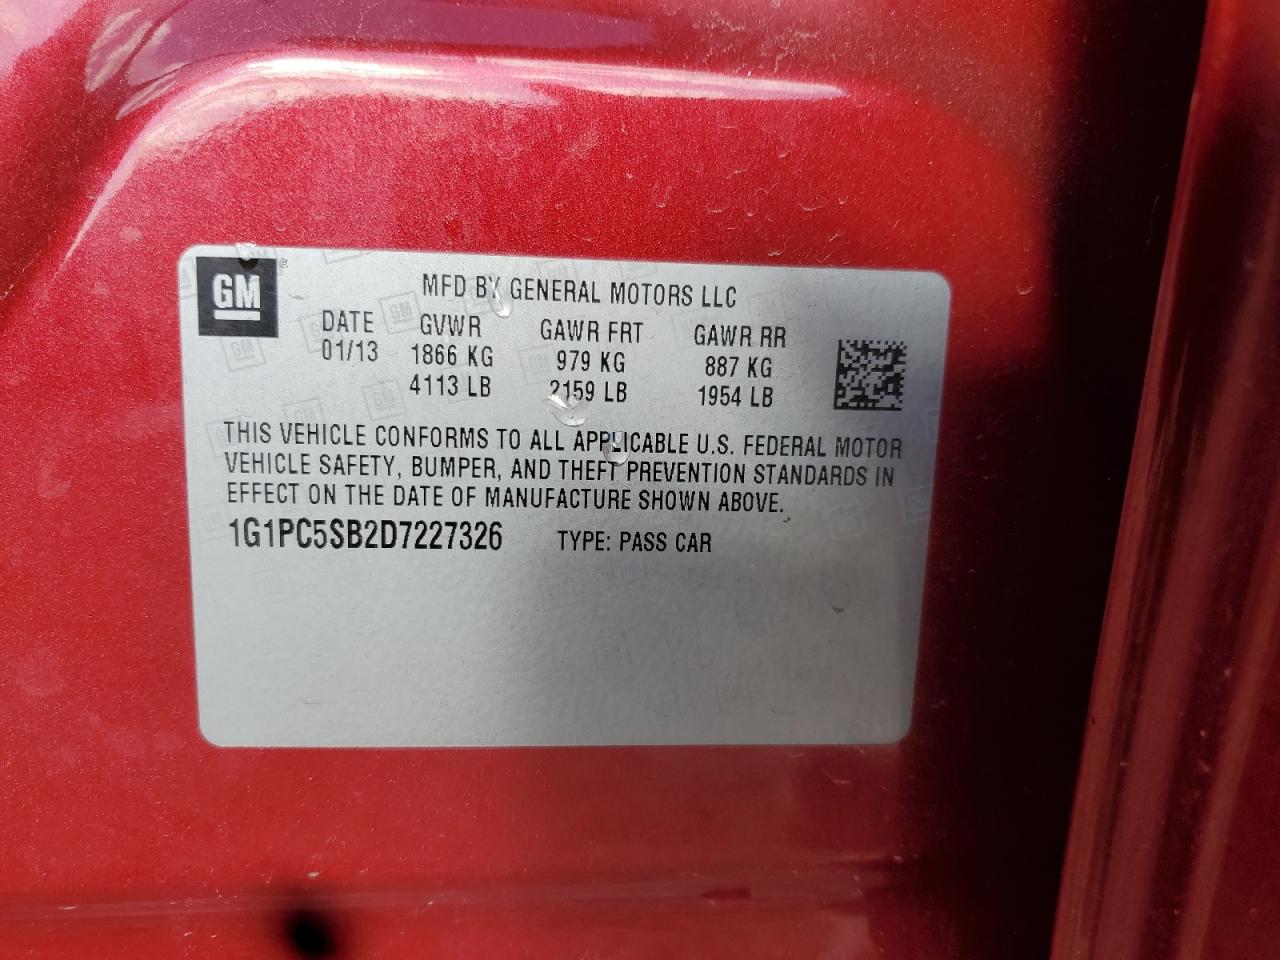 GM ®
MFD BY GENERAL MOTORS LLC
DATE GVWR GAWR FRT GAWR RR
01/13 1866 KG 979 KG 887 KG
4113 LB 2159 LB 1954 LB
THIS VEHICLE CONFORMS TO ALL APPLICABLE U.S. FEDERAL MOTOR
VEHICLE SAFETY, BUMPER, AND THEFT PREVENTION STANDARDS IN
EFFECT ON THE DATE OF MANUFACTURE SHOWN ABOVE.
1G1PC5SB2D7227326 TYPE: PASS CAR